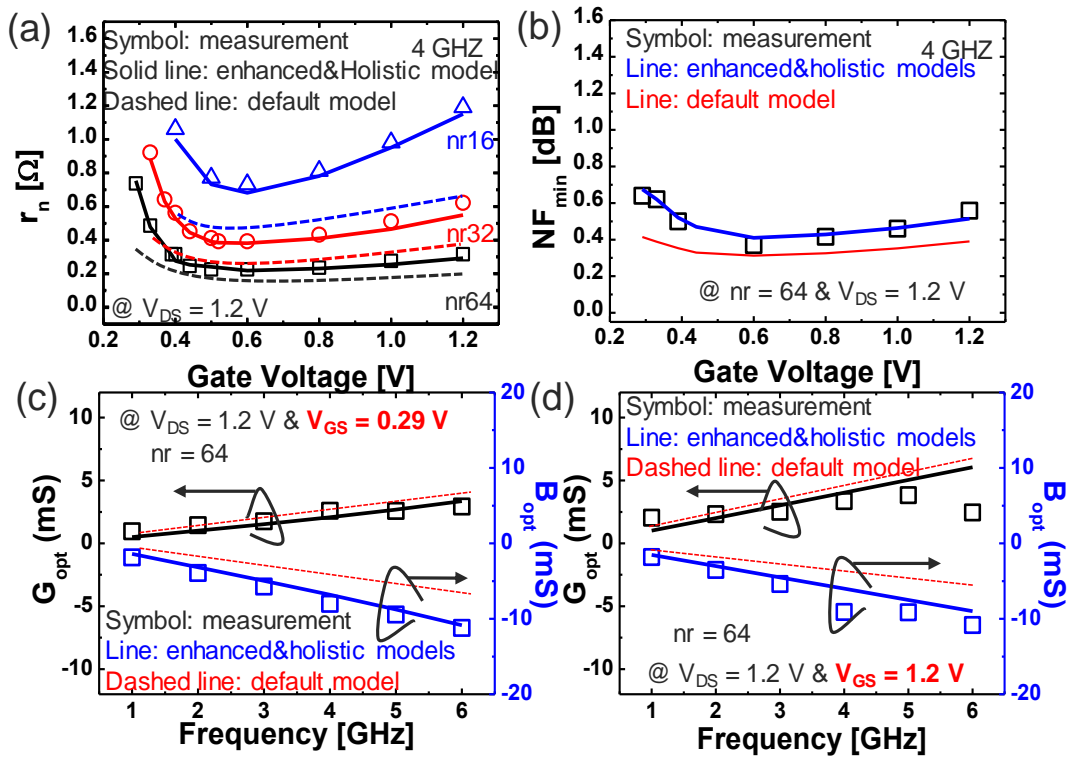 (a)
1.6
1.4
1.2
1.0
0.8
0.6
0.4
0.2
0.0
r_n [Ω]
Symbol: measurement
4 GHZ
Solid line: enhanced&Holistic model
Dashed line: default model
nr16
nr32
nr64
@ V_DS = 1.2 V
0.2 0.4 0.6 0.8 1.0 1.2
Gate Voltage [V]
(b)
1.6
1.4
1.2
1.0
0.8
0.6
0.4
0.2
0.0
NF_min [dB]
Symbol: measurement
4 GHZ
Line: enhanced&holistic models
Line: default model
@ nr = 64 & V_DS = 1.2 V
0.2 0.4 0.6 0.8 1.0 1.2
Gate Voltage [V]
(c)
10
5
0
-5
-10
G_opt (mS)
@ V_DS = 1.2 V & V_GS = 0.29 V
nr = 64
Symbol: measurement
Line: enhanced&holistic models
Dashed line: default model
20
10
0
-10
-20
B_opt (mS)
1 2 3 4 5 6
Frequency [GHz]
(d)
10
5
0
-5
-10
G_opt (mS)
Symbol: measurement
Line: enhanced&holistic models
Dashed line: default model
nr = 64
@ V_DS = 1.2 V & V_GS = 1.2 V
20
10
0
-10
-20
B_opt (mS)
1 2 3 4 5 6
Frequency [GHz]